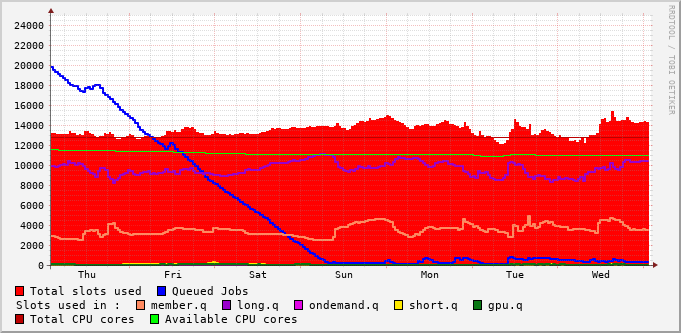 RRDTOOL / TOBI OETIKER
24000
22000
20000
18000
16000
14000
12000
10000
8000
6000
4000
2000
0
Thu Fri Sat Sun Mon Tue Wed
Total slots used Queued Jobs
Slots used in : member.q long.q ondemand.q short.q gpu.q
Total CPU cores Available CPU cores